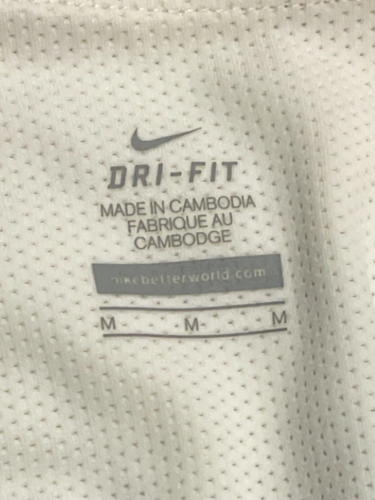 DRI-FIT
MADE IN CAMBODIA
FABRIQUE AU
CAMBODGE
nikebetterworld.com
M M M